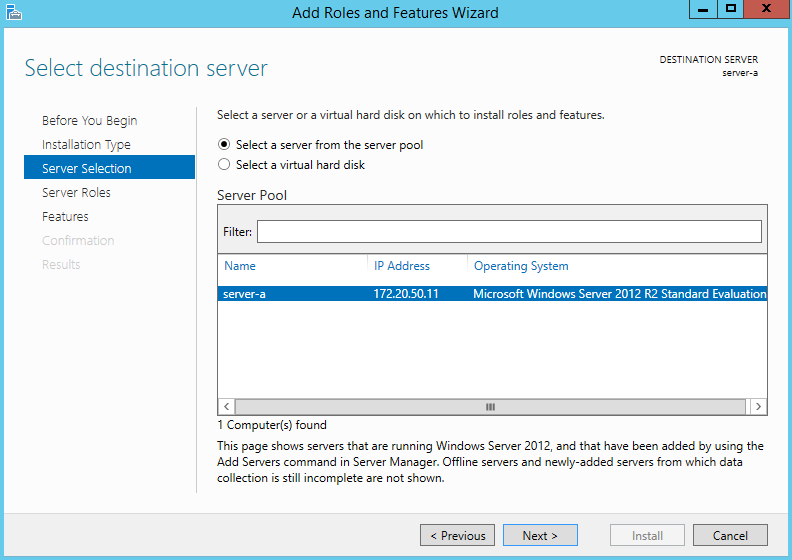 Add Roles and Features Wizard
Select destination server
DESTINATION SERVER
server-a
Before You Begin
Installation Type
Server Selection
Server Roles
Features
Confirmation
Results
Select a server or a virtual hard disk on which to install roles and features.
Select a server from the server pool
Select a virtual hard disk
Server Pool
Filter:
Name IP Address Operating System
server-a 172.20.50.11 Microsoft Windows Server 2012 R2 Standard Evaluation
1 Computer(s) found
This page shows servers that are running Windows Server 2012, and that have been added by using the
Add Servers command in Server Manager. Offline servers and newly-added servers from which data
collection is still incomplete are not shown.
< Previous Next > Install Cancel